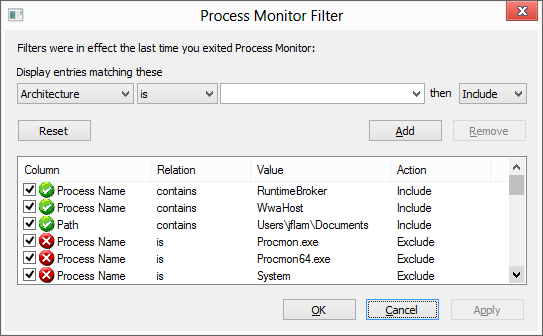 Process Monitor Filter
Filters were in effect the last time you exited Process Monitor:
Display entries matching these
Architecture is then Include
Reset Add Remove
Column Relation Value Action
Process Name contains RuntimeBroker Include
Process Name contains WwaHost Include
Path contains Users\jflam\Documents Include
Process Name is Procmon.exe Exclude
Process Name is Procmon64.exe Exclude
Process Name is System Exclude
OK Cancel Apply